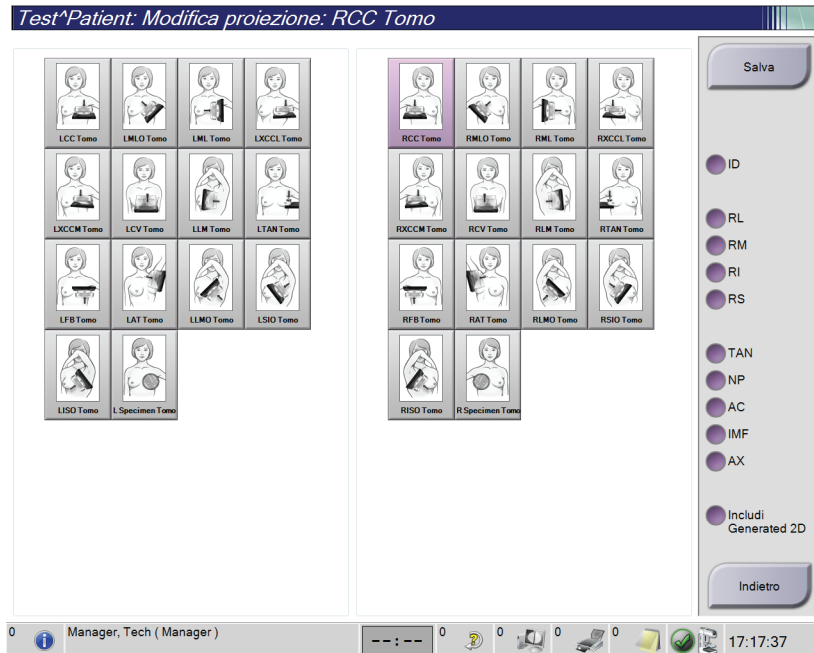 Test^Patient: Modifica proiezione: RCC Tomo
LCC Tomo
LMLO Tomo
LML Tomo
LXCCL Tomo
LXCCM Tomo
LCV Tomo
LLM Tomo
LTAN Tomo
LFB Tomo
LAT Tomo
LLMO Tomo
LSIO Tomo
LISO Tomo
L Specimen Tomo
RCC Tomo
RMLO Tomo
RML Tomo
RXCCL Tomo
RXCCM Tomo
RCV Tomo
RLM Tomo
RTAN Tomo
RFB Tomo
RAT Tomo
RLMO Tomo
RSIO Tomo
RISO Tomo
R Specimen Tomo
Salva
ID
RL
RM
RI
RS
TAN
NP
AC
IMF
AX
Includi
Generated 2D
Indietro
0
Manager, Tech ( Manager )
--:--
0
0
0
0
17:17:37